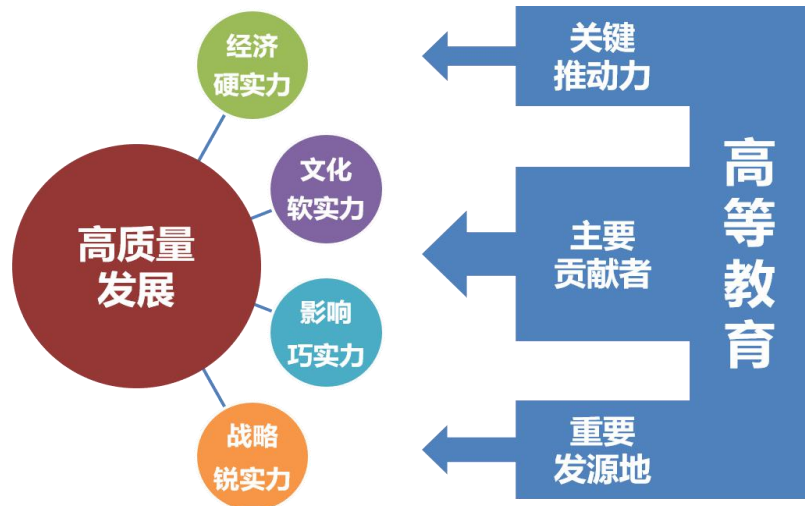 经济
硬实力
文化
软实力
高质量
发展
影响
巧实力
战略
锐实力
关键
推动力
主要
贡献者
重要
发源地
高等教育